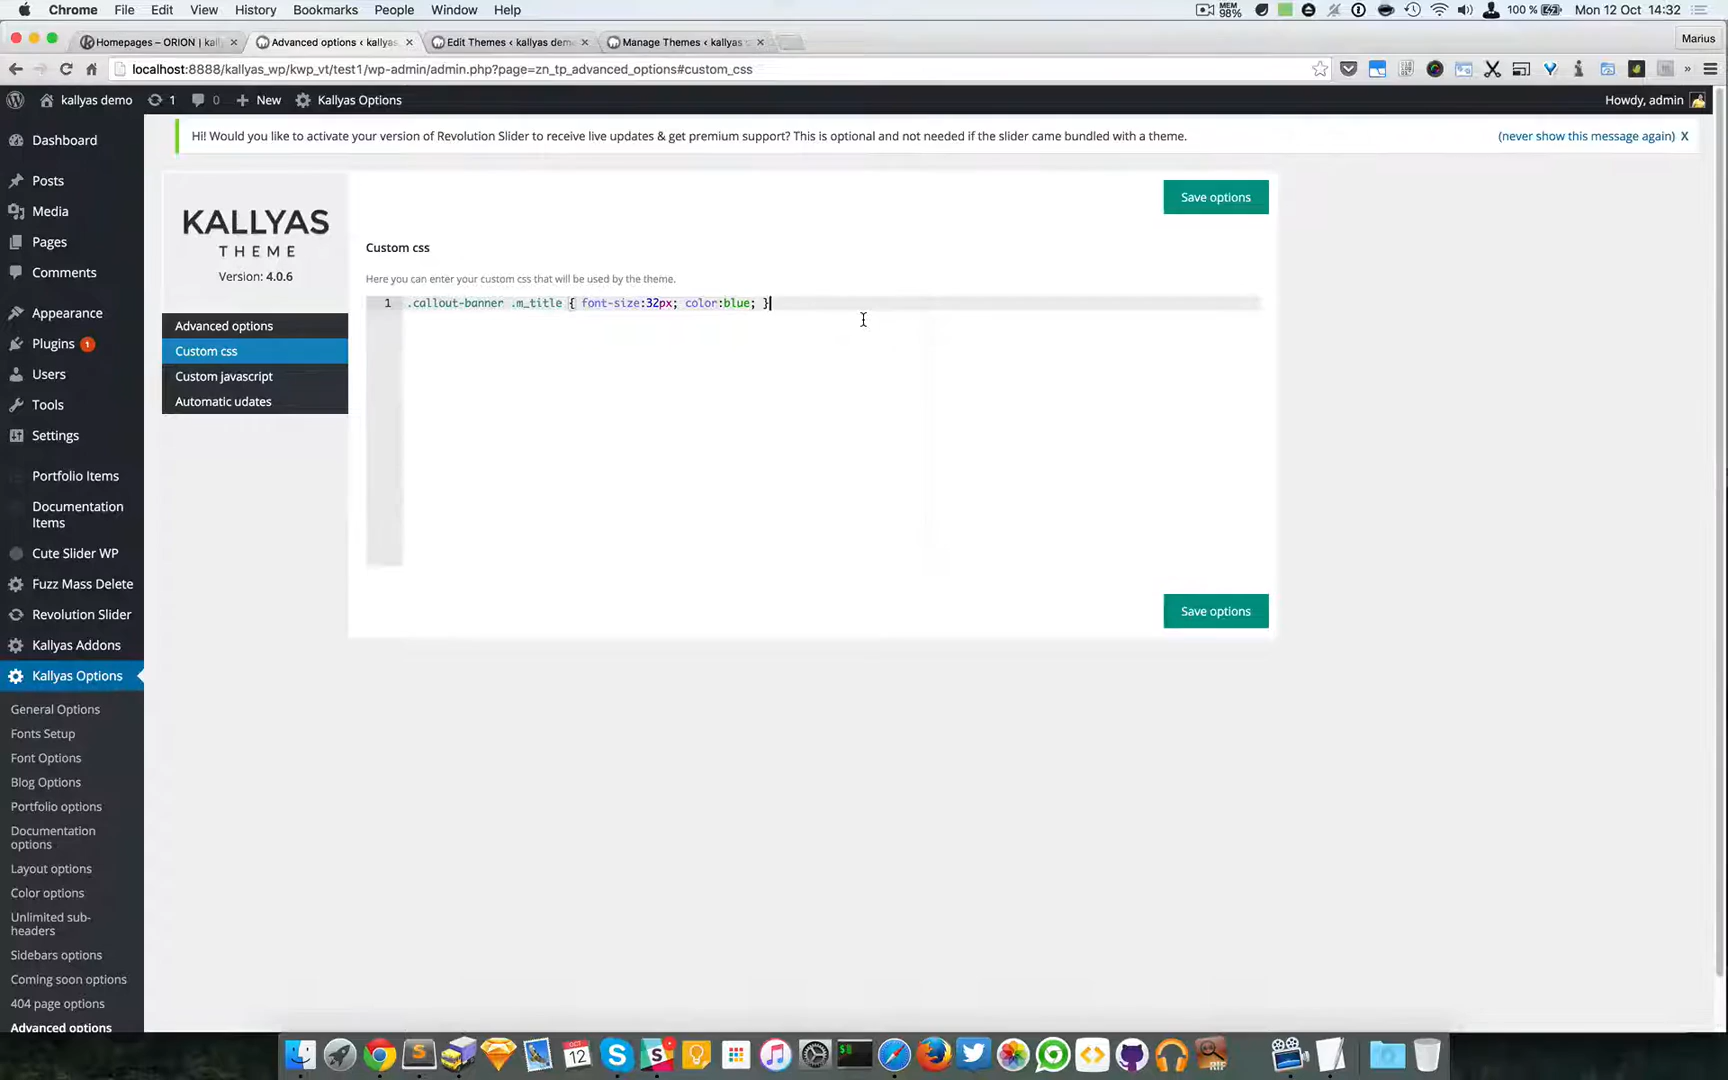 Chrome File Edit View History Bookmarks People Window Help
MEM 98% 100 % Mon 12 Oct 14:32
Homepages – ORION | kall
Advanced options ‹ kallyas
Edit Themes ‹ kallyas dem
Manage Themes ‹ kallyas
Marius
localhost:8888/kallyas_wp/kwp_vt/test1/wp-admin/admin.php?page=zn_tp_advanced_options#custom_css
kallyas demo 1 0 New Kallyas Options
Howdy, admin
Hi! Would you like to activate your version of Revolution Slider to receive live updates & get premium support? This is optional and not needed if the slider came bundled with a theme.
(never show this message again) X
Dashboard
Posts
Media
Pages
Comments
Appearance
Plugins 1
Users
Tools
Settings
Portfolio Items
Documentation
Items
Cute Slider WP
Fuzz Mass Delete
Revolution Slider
Kallyas Addons
Kallyas Options
General Options
Fonts Setup
Font Options
Blog Options
Portfolio options
Documentation
options
Layout options
Color options
Unlimited sub-
headers
Sidebars options
Coming soon options
404 page options
Advanced options
KALLYAS
THEME
Version: 4.0.6
Advanced options
Custom css
Custom javascript
Automatic udates
Save options
Custom css
Here you can enter your custom css that will be used by the theme.
1 .callout-banner .m_title { font-size:32px; color:blue; }
Save options
12